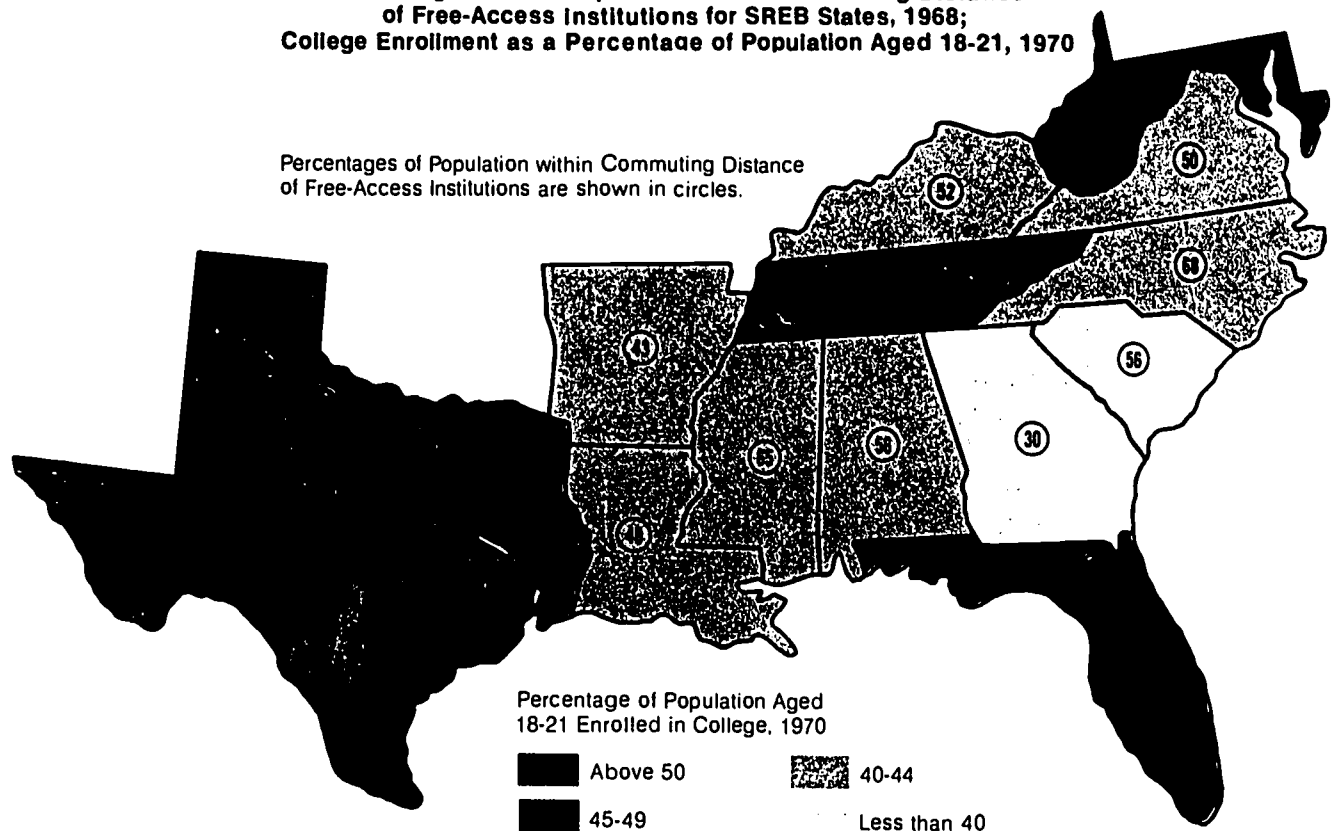 of Free-Access Institutions for SREB States, 1968;
College Enrollment as a Percentage of Population Aged 18-21, 1970
Percentages of Population within Commuting Distance
of Free-Access Institutions are shown in circles.
50
52
56
30
65
Percentage of Population Aged
18-21 Enrolled in College, 1970
Above 50
40-44
45-49
Less than 40